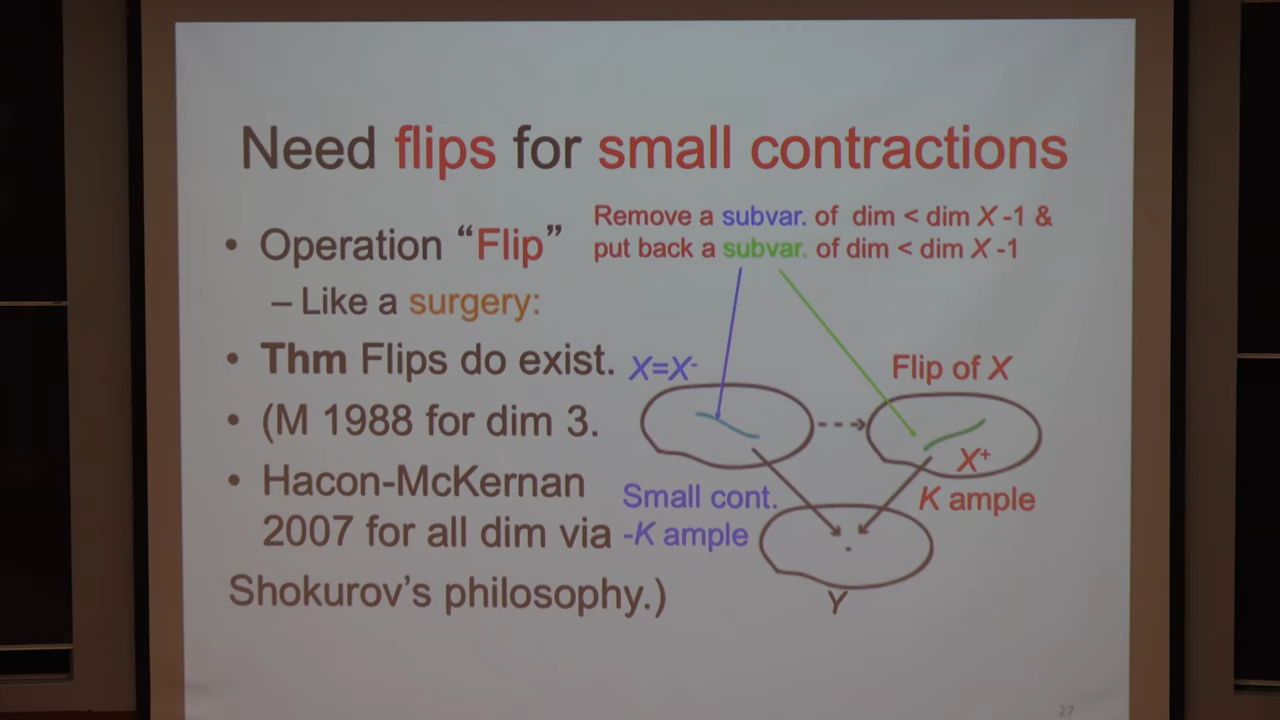 Need flips for small contractions
Remove a subvar. of dim < dim X -1 &
put back a subvar. of dim < dim X -1
• Operation “Flip”
– Like a surgery:
• Thm Flips do exist.
• (M 1988 for dim 3.
• Hacon-McKernan
2007 for all dim via
Shokurov’s philosophy.)
X=X⁻
Flip of X
X⁺
Small cont.
-K ample
K ample
Y
27